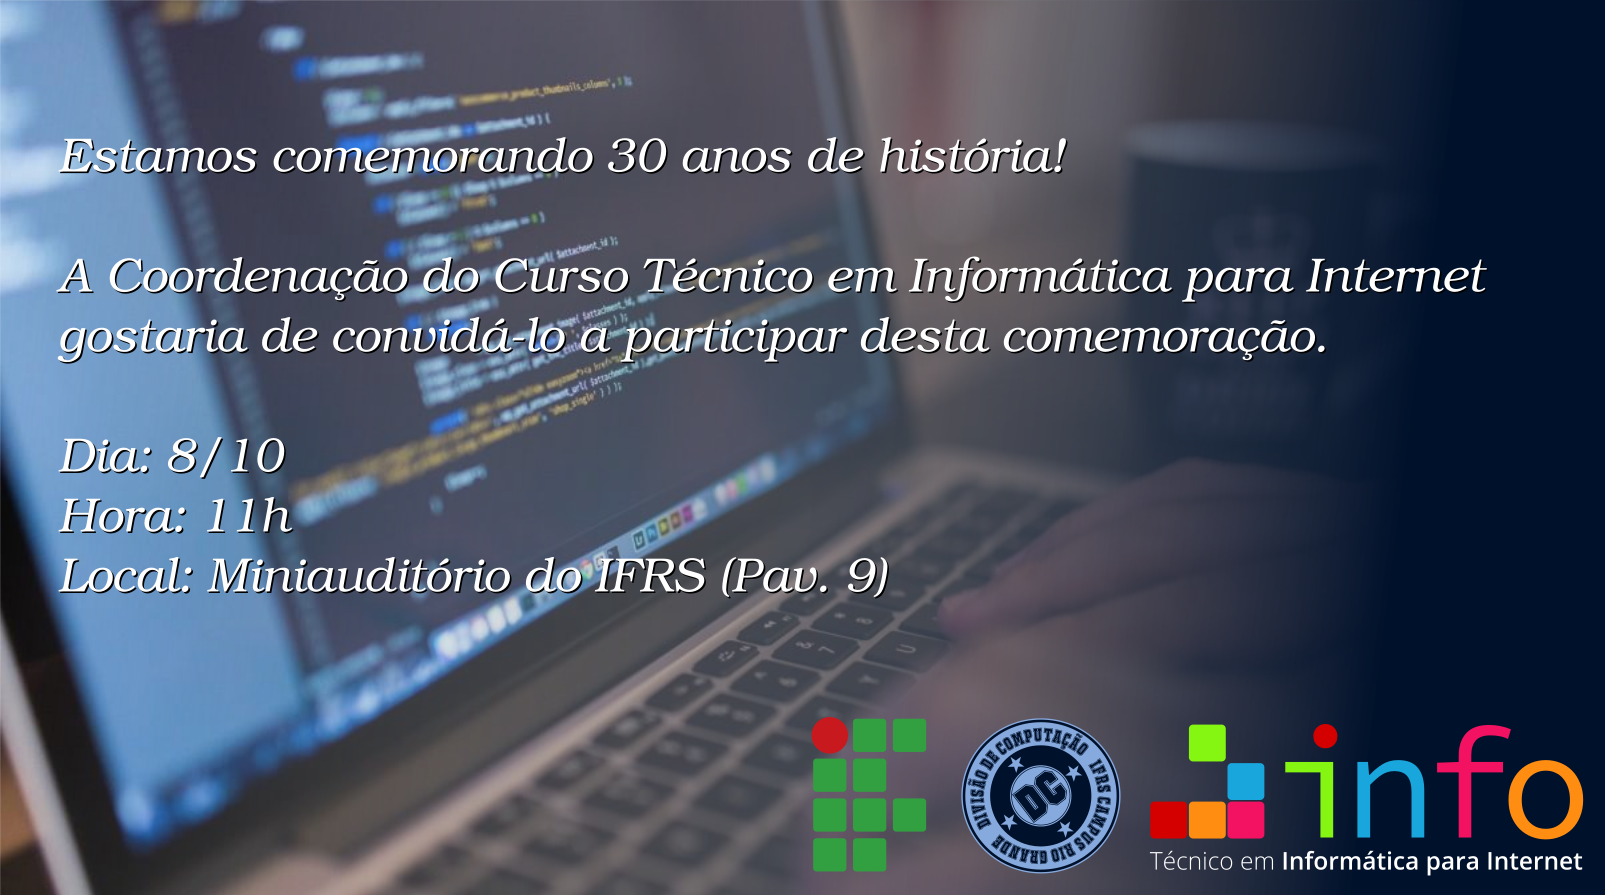 Estamos comemorando 30 anos de história!
A Coordenação do Curso Técnico em Informática para Internet
gostaria de convidá-lo a participar desta comemoração.
Dia: 8/10
Hora: 11h
Local: Miniauditório do IFRS (Pav. 9)
DIVISÃO DE COMPUTAÇÃO
IFRS CAMPUS RIO GRANDE
DC
info
Técnico em Informática para Internet